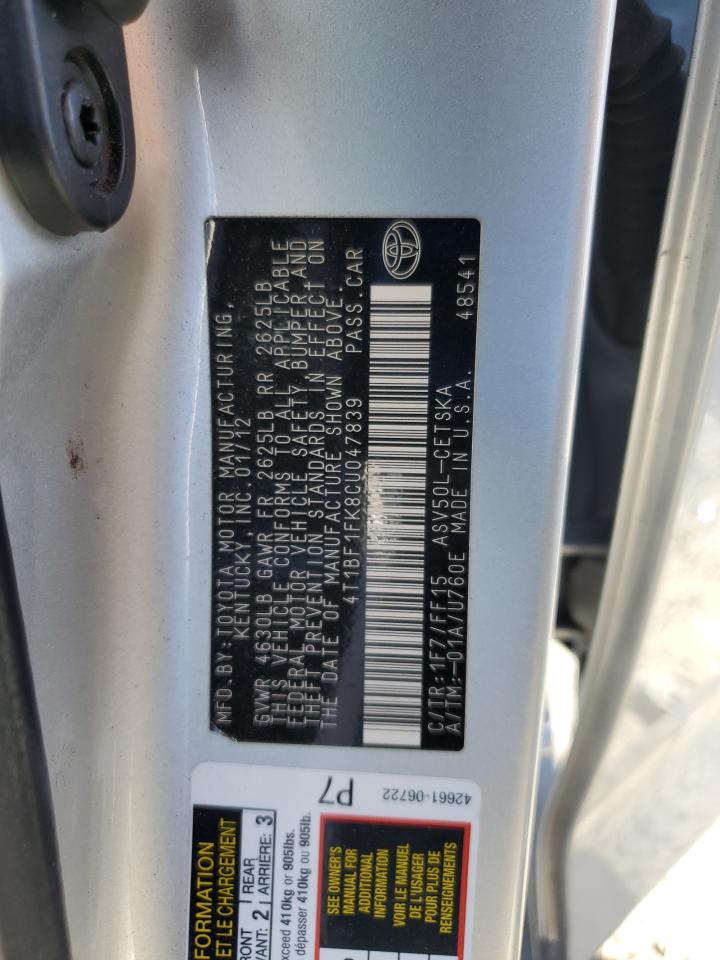 MFD. BY: TOYOTA MOTOR MANUFACTURING,
KENTUCKY, INC. 01/12
GVWR 4630LB GAWR FR 2625LB RR 2625LB
THIS VEHICLE CONFORMS TO ALL APPLICABLE
FEDERAL MOTOR VEHICLE SAFETY, BUMPER, AND
THEFT PREVENTION STANDARDS IN EFFECT ON
THE DATE OF MANUFACTURE SHOWN ABOVE.
4T1BF1FK8CU047839 PASS.CAR
C/TR:1F7/FF15 ASV50L-CETSKA
A/TM:-01A/U760E MADE IN U.S.A. 48541
P7
42661-06722
FORMATION
ET LE CHARGEMENT
RONT
VANT: 2
REAR
ARRIÈRE: 3
xceed 410kg or 905lbs.
dépasser 410kg ou 905lb.
SEE OWNER'S
MANUAL FOR
ADDITIONAL
INFORMATION
VOIR LE MANUEL
DE L'USAGER
POUR PLUS DE
RENSEIGNEMENTS